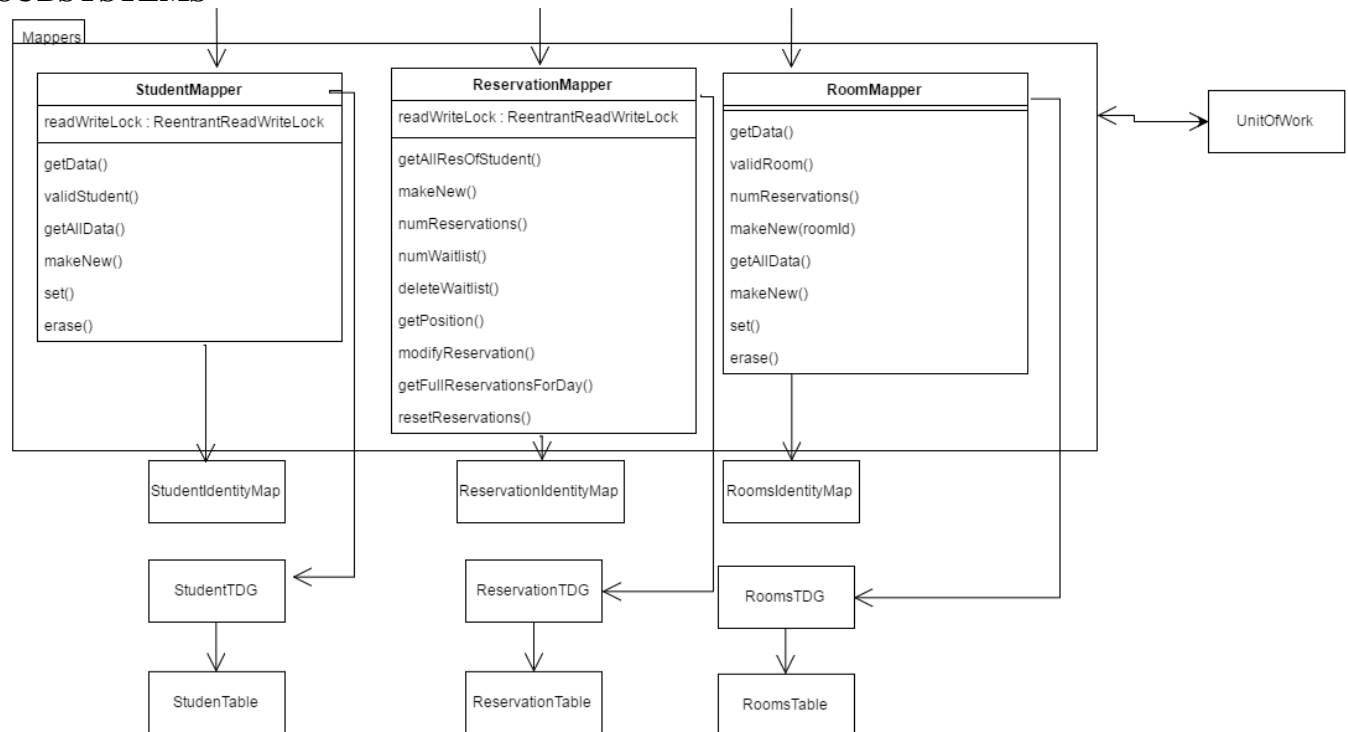 SUBSYSTEMS
Mappers
StudentMapper
readWriteLock : ReentrantReadWriteLock
getData()
validStudent()
getAllData()
makeNew()
set()
erase()
ReservationMapper
readWriteLock : ReentrantReadWriteLock
getAllResOfStudent()
makeNew()
numReservations()
numWaitlist()
deleteWaitlist()
getPosition()
modifyReservation()
getFullReservationsForDay()
resetReservations()
RoomMapper
getData()
validRoom()
numReservations()
makeNew(roomId)
getAllData()
makeNew()
set()
erase()
UnitOfWork
StudentIdentityMap
ReservationIdentityMap
RoomsIdentityMap
StudentTDG
ReservationTDG
RoomsTDG
StudenTable
ReservationTable
RoomsTable